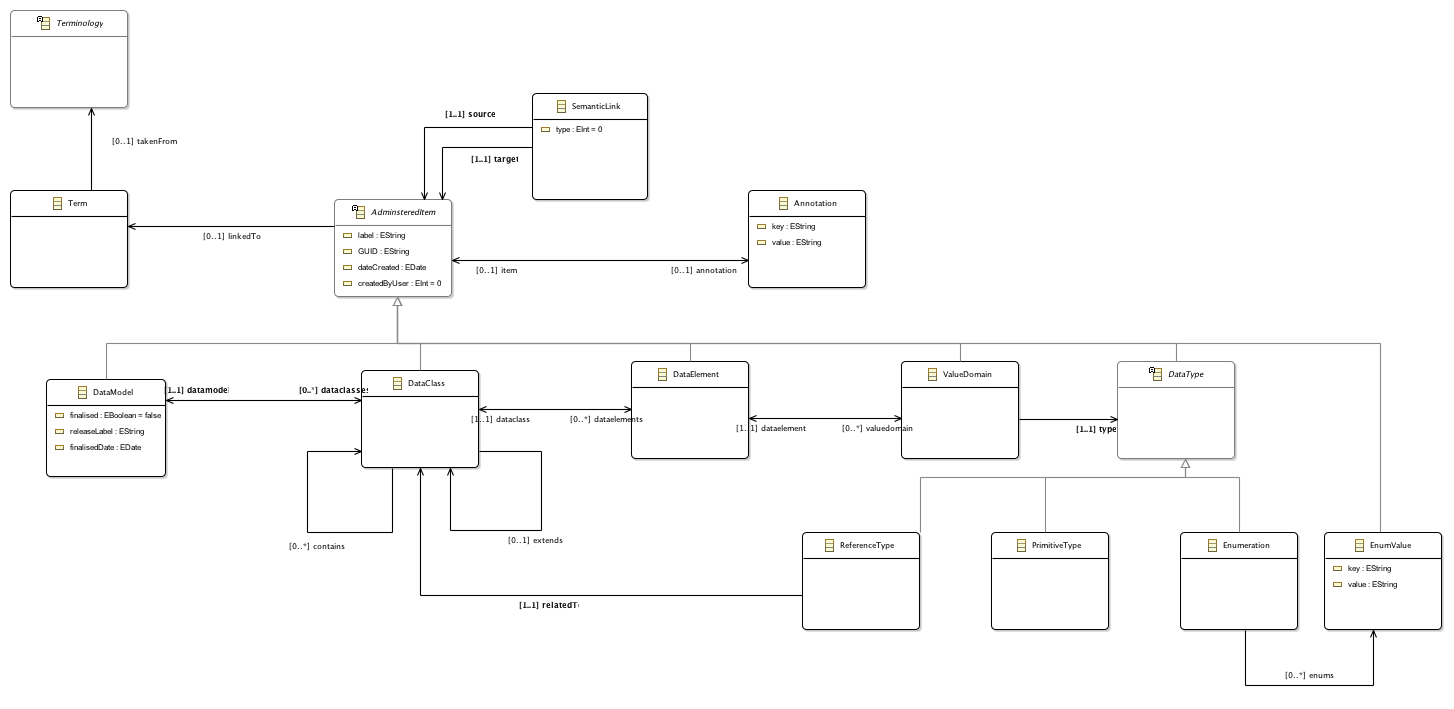 Terminology
[0..1] takenFrom
Term
[0..1] linkedTo
[1..1] source
[1..1] target
SemanticLink
type : EInt = 0
AdminsteredItem
label : EString
GUID : EString
dateCreated : EDate
createdByUser : EInt = 0
[0..1] item
[0..1] annotation
Annotation
key : EString
value : EString
DataModel
finalised : EBoolean = false
releaseLabel : EString
finalisedDate : EDate
[1..1] datamodel
[0..*] dataclasses
DataClass
[1..1] dataclass
[0..*] dataelements
DataElement
[1..1] dataelement
[0..*] valuedomain
ValueDomain
[1..1] type
DataType
[0..*] contains
[0..1] extends
[1..1] relatedT
ReferenceType
PrimitiveType
Enumeration
EnumValue
key : EString
value : EString
[0..*] enums